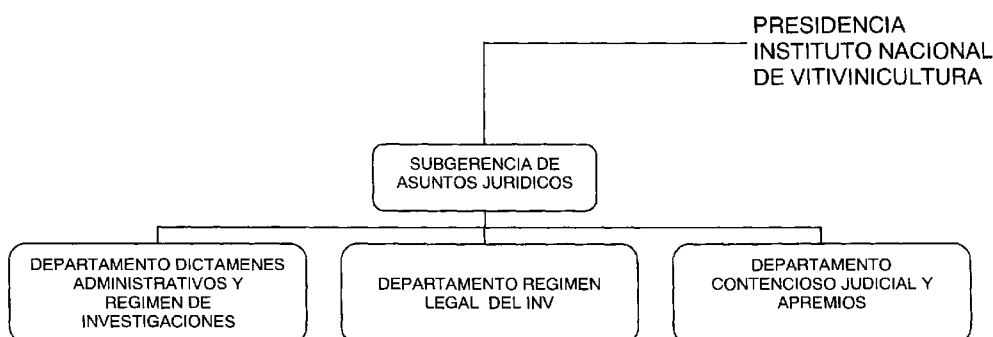 PRESIDENCIA
INSTITUTO NACIONAL
DE VITIVINICULTURA
SUBGERENCIA DE
ASUNTOS JURIDICOS
DEPARTAMENTO DICTAMENES
ADMINISTRATIVOS Y
REGIMEN DE
INVESTIGACIONES
DEPARTAMENTO REGIMEN
LEGAL DEL INV
DEPARTAMENTO
CONTENCIOSO JUDICIAL Y
APREMIOS